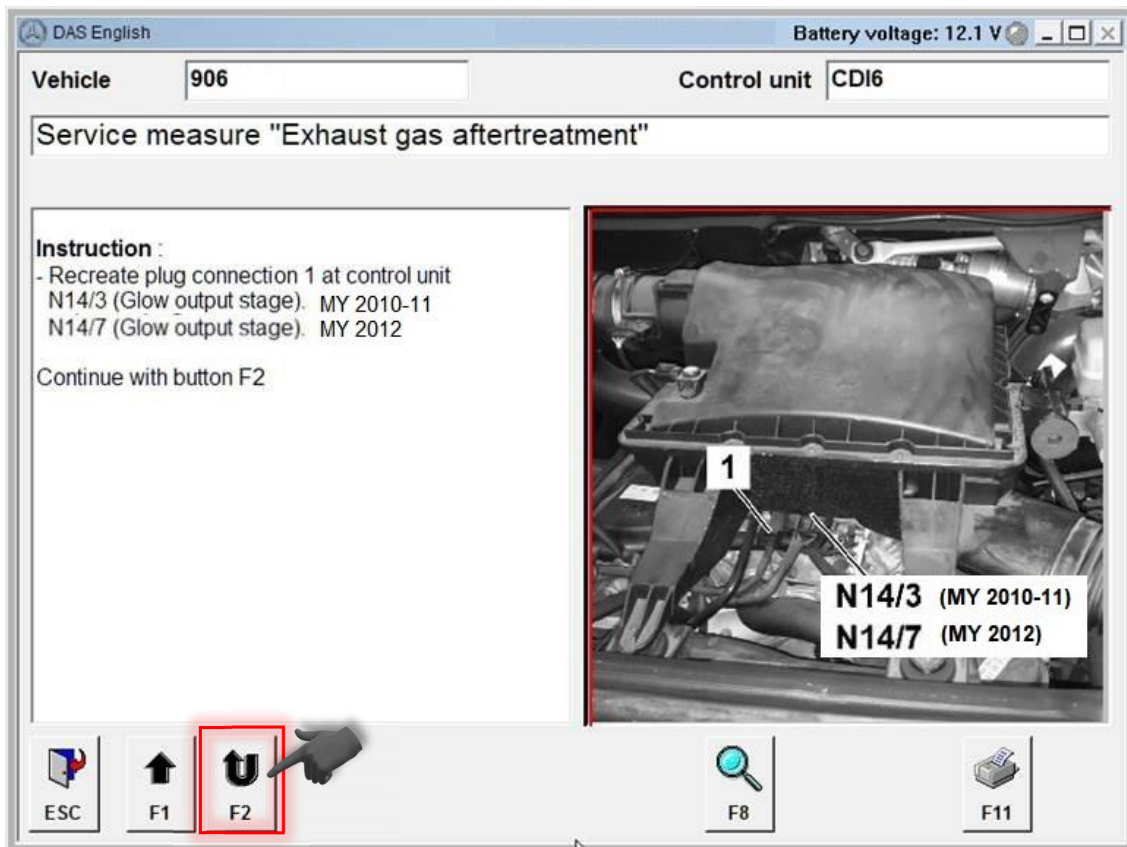 DAS English
Battery voltage: 12.1 V
Vehicle 906 Control unit CDI6
Service measure "Exhaust gas aftertreatment"
Instruction :
- Recreate plug connection 1 at control unit
N14/3 (Glow output stage). MY 2010-11
N14/7 (Glow output stage). MY 2012
Continue with button F2
1
N14/3 (MY 2010-11)
N14/7 (MY 2012)
ESC F1 F2 F8 F11